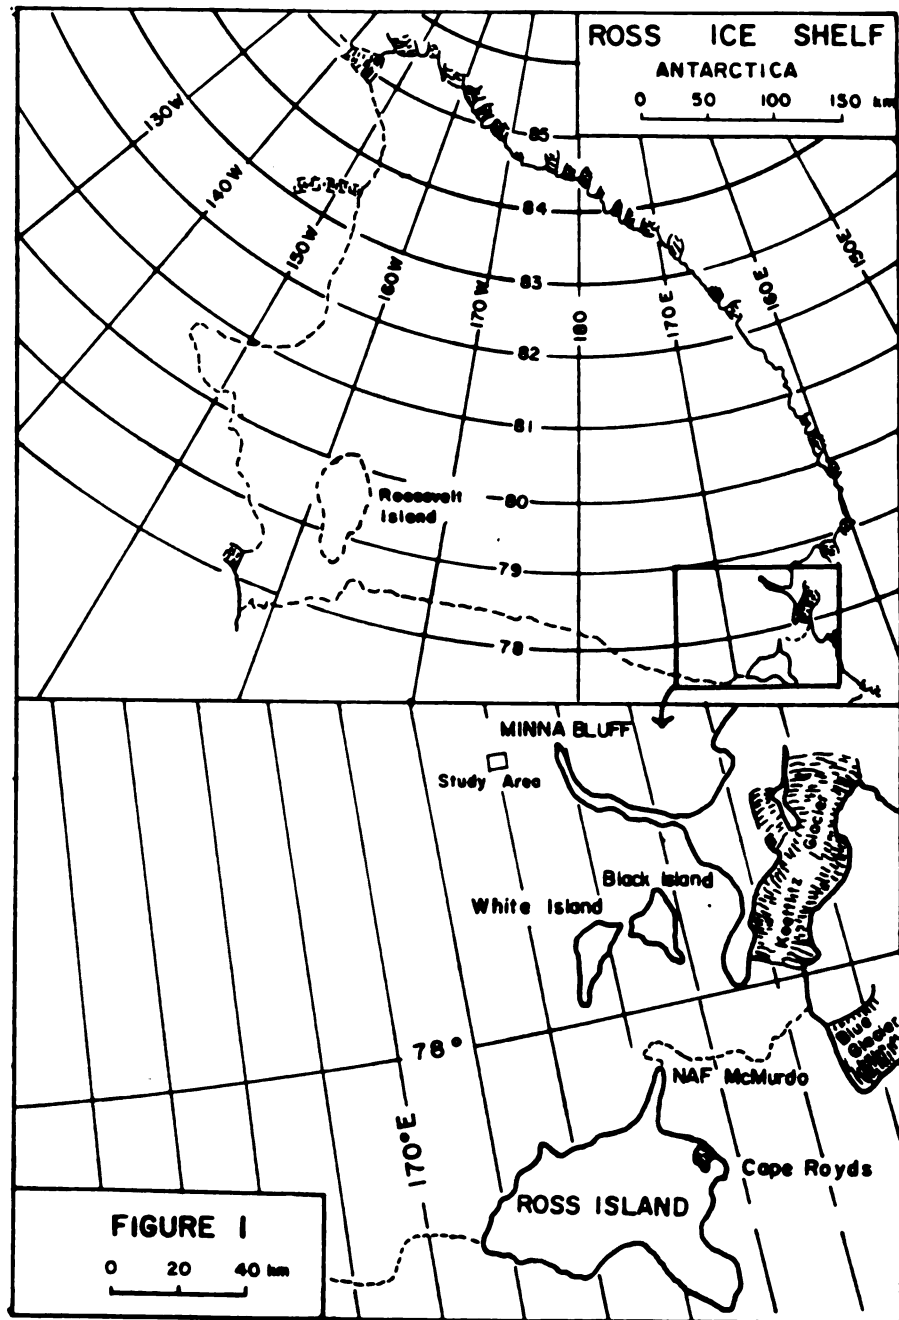 ROSS ICE SHELF
ANTARCTICA
0 50 100 150 km
130W
140W
150W
160W
170W
180
170E
160E
150E
85
84
83
82
81
80
79
78
Roosevelt
Island
MINNA BLUFF
Study Area
Black Island
White Island
Koettlitz Glacier
Blue
Glacier
78°
NAF McMurdo
170°E
Cape Royds
ROSS ISLAND
FIGURE 1
0 20 40 km